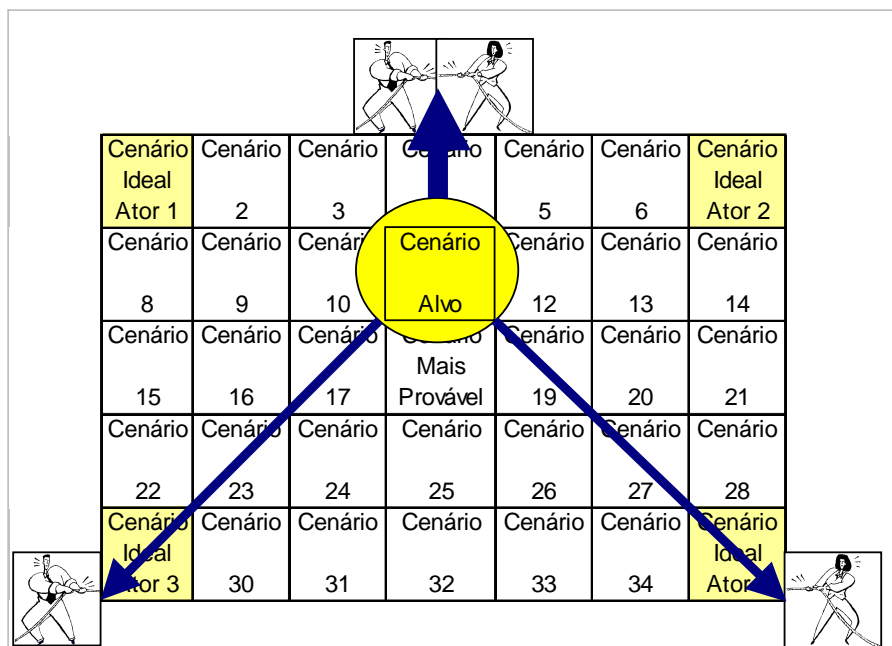 Cenário Cenário Cenário Cenário Cenário Cenário Cenário
Ideal Ideal
Ator 1 2 3 5 6 Ator 2
Cenário Cenário Cenário Cenário Cenário Cenário Cenário
8 9 10 Alvo 12 13 14
Cenário Cenário Cenário Cenário Cenário Cenário Cenário
Mais
15 16 17 Provável 19 20 21
Cenário Cenário Cenário Cenário Cenário Cenário Cenário
22 23 24 25 26 27 28
Cenário Cenário Cenário Cenário Cenário Cenário Cenário
Ideal Ideal
Ator 3 30 31 32 33 34 Ator